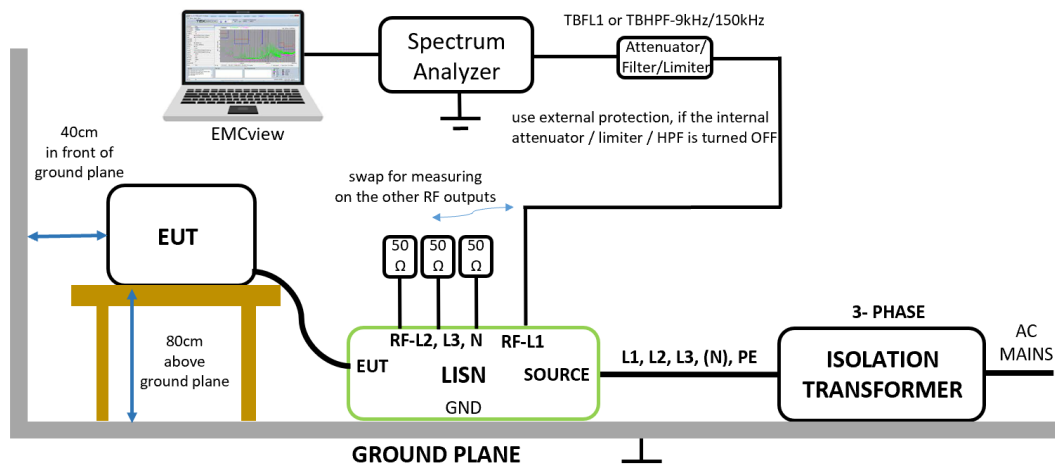 TBFL1 or TBHPF-9kHz/150kHz
Spectrum
Analyzer
Attenuator/
Filter/Limiter
EMCview
use external protection, if the internal
attenuator / limiter / HPF is turned OFF
40cm
in front of
ground plane
swap for measuring
on the other RF outputs
EUT
50
Ω
50
Ω
50
Ω
80cm
above
ground plane
RF-L2, L3, N
RF-L1
EUT
LISN
SOURCE
GND
L1, L2, L3, (N), PE
3- PHASE
ISOLATION
TRANSFORMER
AC
MAINS
GROUND PLANE